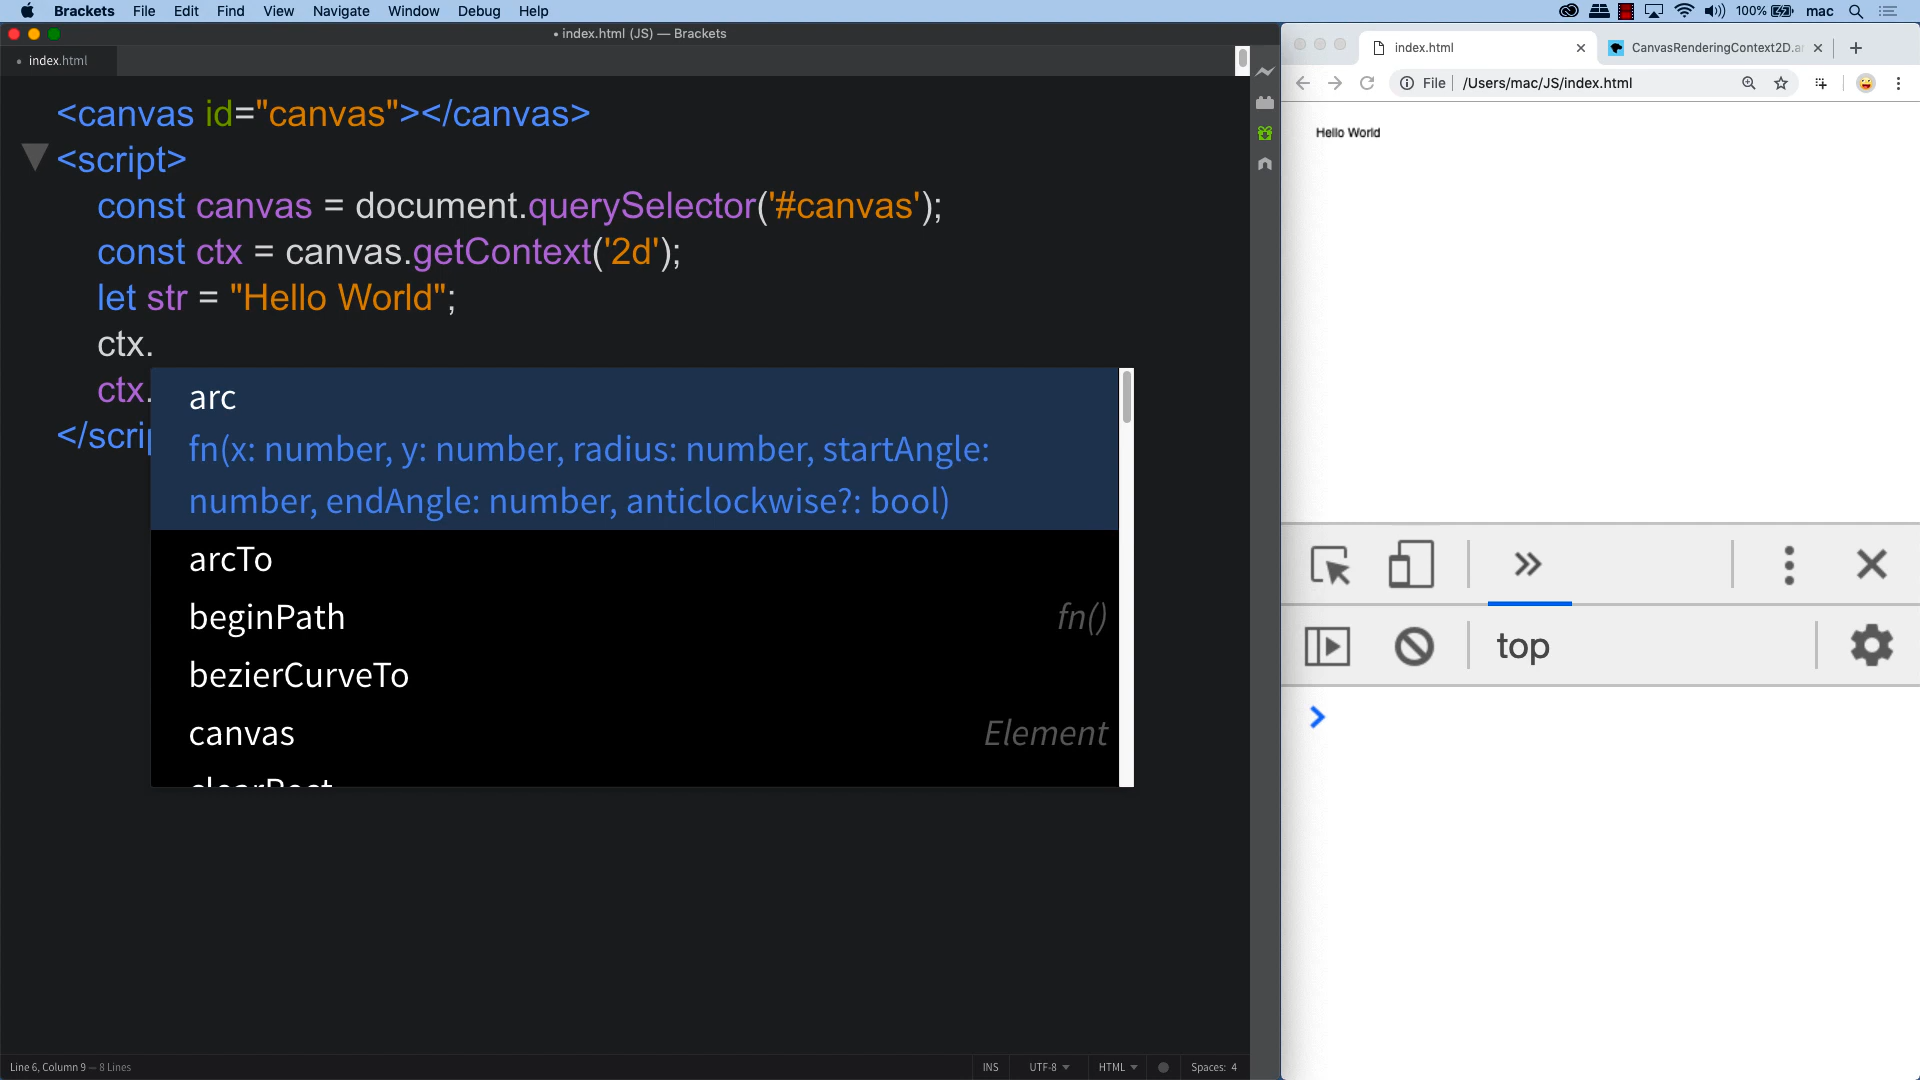 Brackets File Edit Find View Navigate Window Debug Help 100% mac
• index.html (JS) — Brackets
• index.html
<canvas id="canvas"></canvas>
<script>
const canvas = document.querySelector('#canvas');
const ctx = canvas.getContext('2d');
let str = "Hello World";
ctx.
ctx.
</scrip
arc
fn(x: number, y: number, radius: number, startAngle:
number, endAngle: number, anticlockwise?: bool)
arcTo
beginPath fn()
bezierCurveTo
canvas Element
clearRect
Line 6, Column 9 — 8 Lines
INS UTF-8 HTML Spaces: 4
index.html CanvasRenderingContext2D.ar
File /Users/mac/JS/index.html
Hello World
top